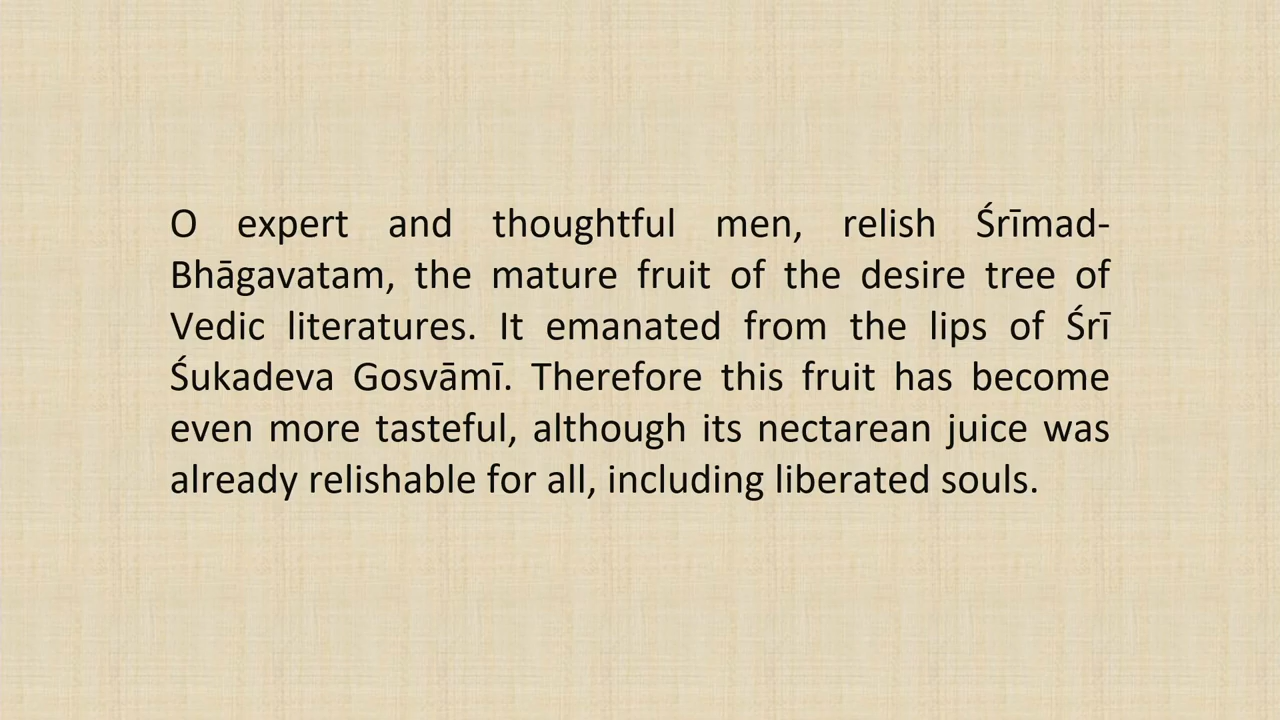 O expert and thoughtful men, relish Śrīmad-
Bhāgavatam, the mature fruit of the desire tree of
Vedic literatures. It emanated from the lips of Śrī
Śukadeva Gosvāmī. Therefore this fruit has become
even more tasteful, although its nectarean juice was
already relishable for all, including liberated souls.